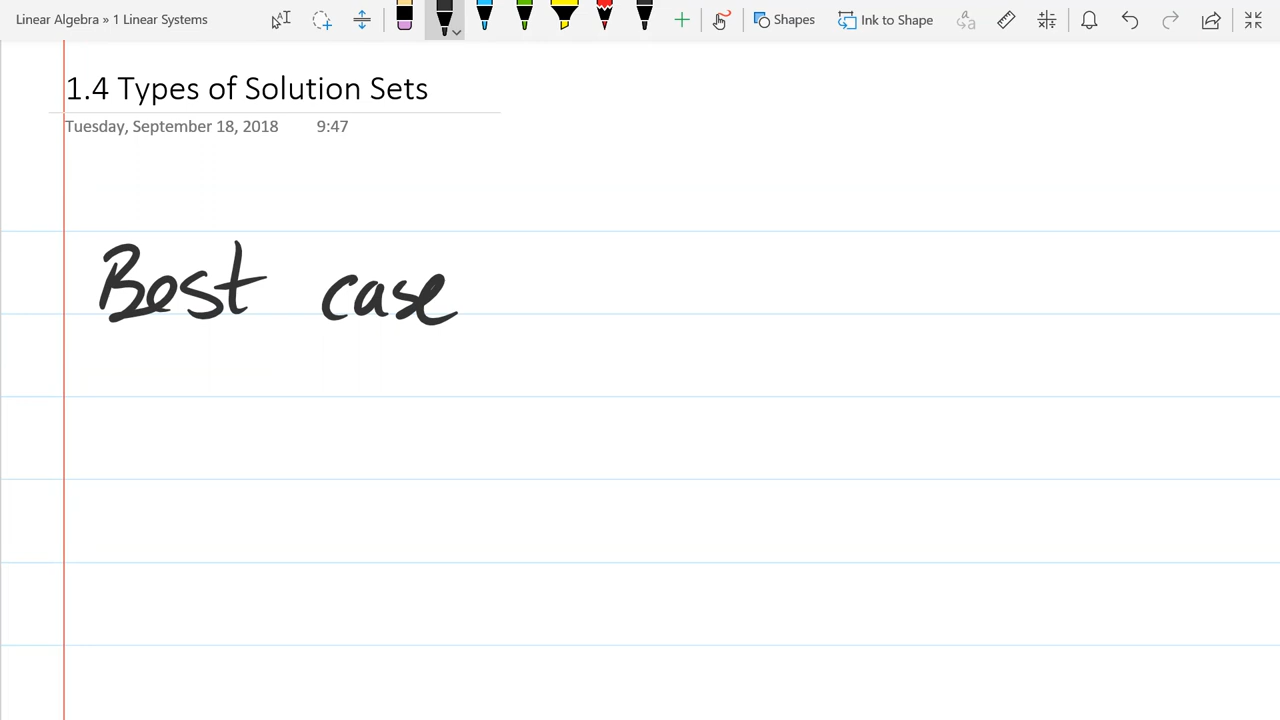 Linear Algebra » 1 Linear Systems
Shapes
Ink to Shape
1.4 Types of Solution Sets
Tuesday, September 18, 2018 9:47
Best case